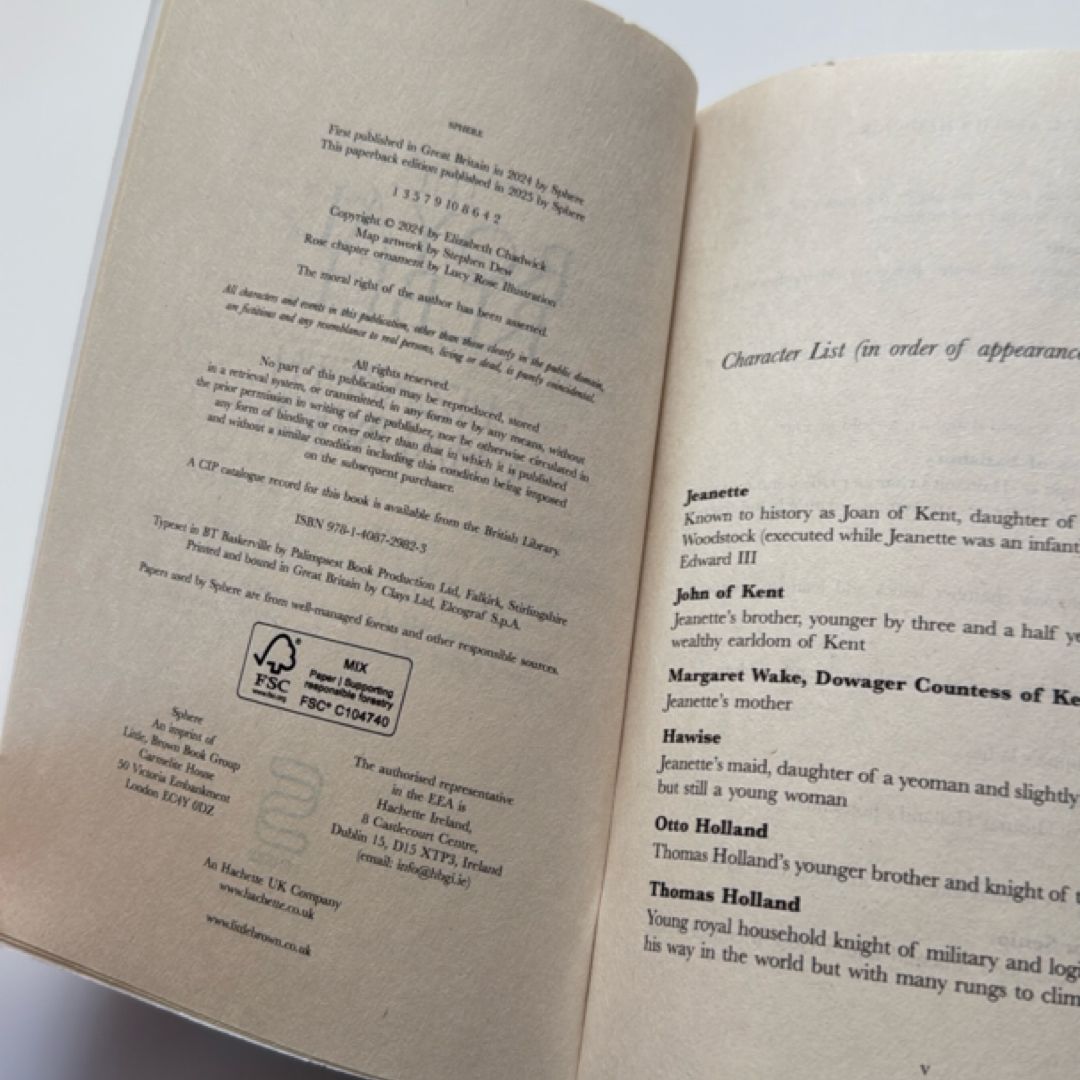 SPHERE
First published in Great Britain in 2024 by Sphere
This paperback edition published in 2025 by Sphere
1 3 5 7 9 10 8 6 4 2
Copyright © 2024 by Elizabeth Chadwick
Map artwork by Stephen Dew
Rose chapter ornament by Lucy Rose Illustration
The moral right of the author has been asserted.
All characters and events in this publication, other than those clearly in the public domain,
are fictitious and any resemblance to real persons, living or dead, is purely coincidental.
All rights reserved.
No part of this publication may be reproduced, stored
in a retrieval system, or transmitted, in any form or by any means, without
the prior permission in writing of the publisher, nor be otherwise circulated in
any form of binding or cover other than that in which it is published
and without a similar condition including this condition being imposed
on the subsequent purchaser.
A CIP catalogue record for this book is available from the British Library.
ISBN 978-1-4087-2982-3
Typeset in BT Baskerville by Palimpsest Book Production Ltd, Falkirk, Stirlingshire
Printed and bound in Great Britain by Clays Ltd, Elcograf S.p.A.
Papers used by Sphere are from well-managed forests and other responsible sources.
FSC
www.fsc.org
MIX
Paper | Supporting
responsible forestry
FSC® C104740
Sphere
An imprint of
Little, Brown Book Group
Carmelite House
50 Victoria Embankment
London EC4Y 0DZ
The authorised representative
in the EEA is
Hachette Ireland,
8 Castlecourt Centre,
Dublin 15, D15 XTP3, Ireland
(email: info@hbgi.ie)
An Hachette UK Company
www.hachette.co.uk
www.littlebrown.co.uk
Character List (in order of appearance
Jeanette
Known to history as Joan of Kent, daughter of
Woodstock (executed while Jeanette was an infant
Edward III
John of Kent
Jeanette's brother, younger by three and a half ye
wealthy earldom of Kent
Margaret Wake, Dowager Countess of Ke
Jeanette's mother
Hawise
Jeanette's maid, daughter of a yeoman and slightly
but still a young woman
Otto Holland
Thomas Holland's younger brother and knight of t
Thomas Holland
Young royal household knight of military and logi
his way in the world but with many rungs to clim
v